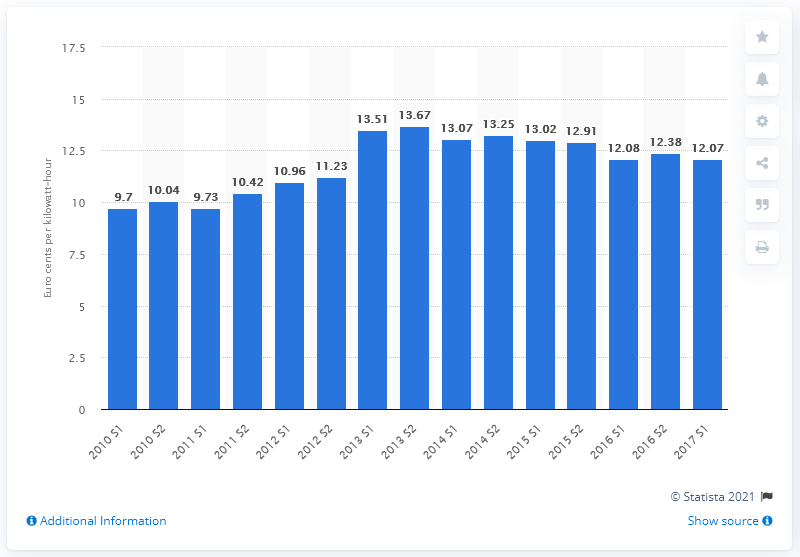 17.5
15
12.5
10
7.5
5
2.5
0
Euro cents per kilowatt-hour
9.7
10.04
9.73
10.42
10.96
11.23
13.51
13.67
13.07
13.25
13.02
12.91
12.08
12.38
12.07
2010 S1
2010 S2
2011 S1
2011 S2
2012 S1
2012 S2
2013 S1
2013 S2
2014 S1
2014 S2
2015 S1
2015 S2
2016 S1
2016 S2
2017 S1
© Statista 2021
Additional Information
Show source